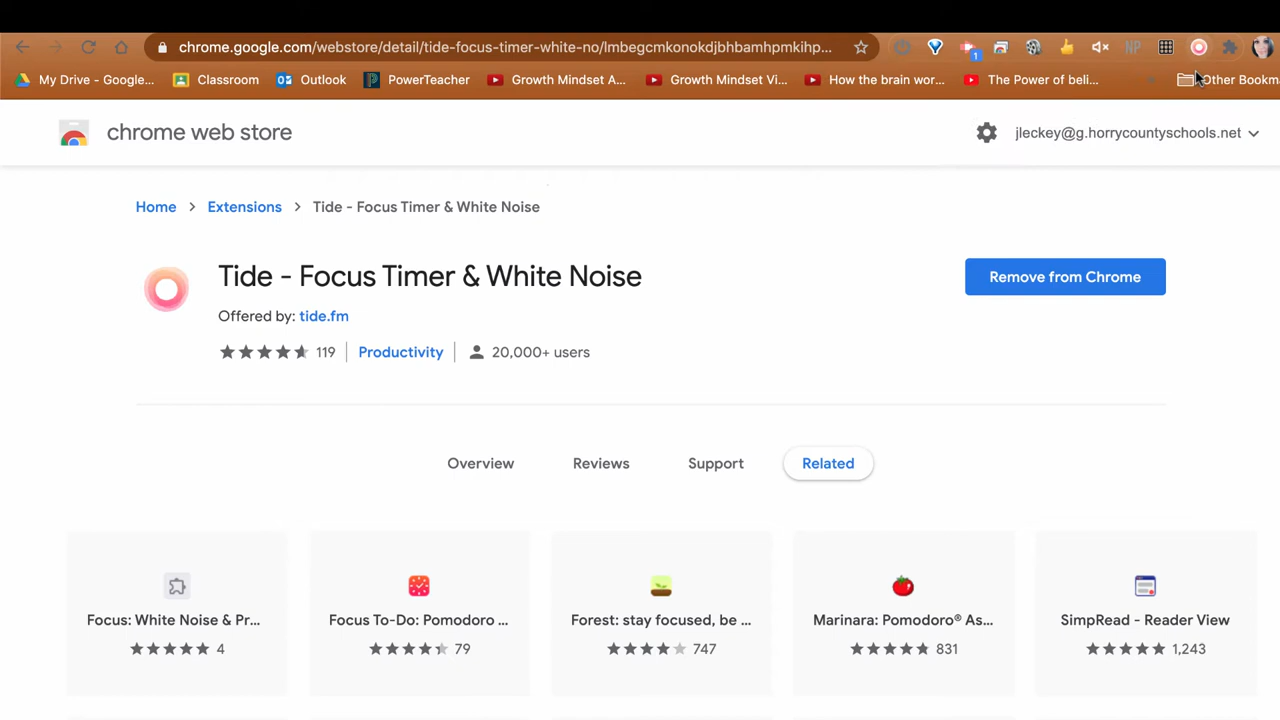 chrome.google.com/webstore/detail/tide-focus-timer-white-no/lmbegcmkonokdjbhbamhpmkihp...
1
NP
My Drive - Google...
Classroom
Outlook
PowerTeacher
Growth Mindset A...
Growth Mindset Vi...
How the brain wor...
The Power of beli...
Other Bookma
chrome web store
jleckey@g.horrycountyschools.net
Home > Extensions > Tide - Focus Timer & White Noise
Tide - Focus Timer & White Noise
Remove from Chrome
Offered by: tide.fm
119
Productivity
20,000+ users
Overview
Reviews
Support
Related
Focus: White Noise & Pr...
Focus To-Do: Pomodoro ...
Forest: stay focused, be ...
Marinara: Pomodoro® As...
SimpRead - Reader View
4
79
747
831
1,243